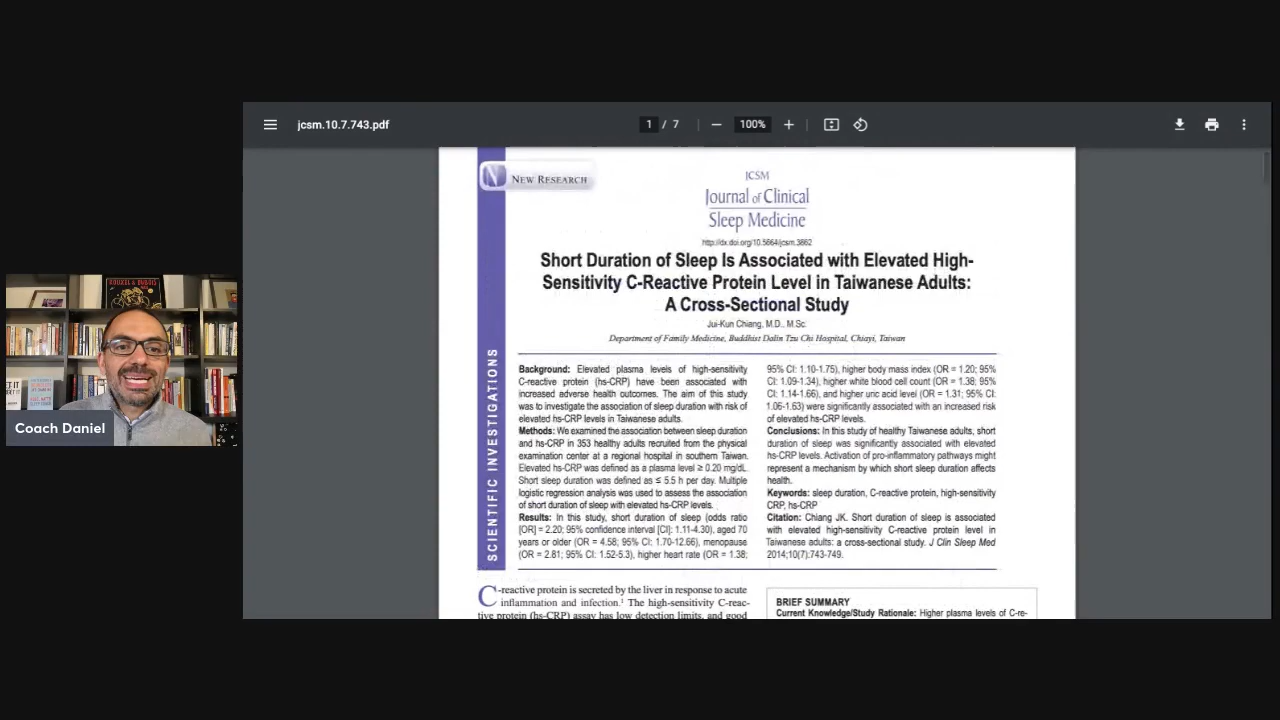 jcsm.10.7.743.pdf
1 / 7
100%
NEW RESEARCH
JCSM
Journal of Clinical
Sleep Medicine
http://dx.doi.org/10.5664/jcsm.3862
Short Duration of Sleep Is Associated with Elevated High-
Sensitivity C-Reactive Protein Level in Taiwanese Adults:
A Cross-Sectional Study
Jui-Kun Chiang, M.D., M.Sc.
Department of Family Medicine, Buddhist Dalin Tzu Chi Hospital, Chiayi, Taiwan
SCIENTIFIC INVESTIGATIONS
Background: Elevated plasma levels of high-sensitivity
C-reactive protein (hs-CRP) have been associated with
increased adverse health outcomes. The aim of this study
was to investigate the association of sleep duration with risk of
elevated hs-CRP levels in Taiwanese adults.
Methods: We examined the association between sleep duration
and hs-CRP in 353 healthy adults recruited from the physical
examination center at a regional hospital in southern Taiwan.
Elevated hs-CRP was defined as a plasma level ≥ 0.20 mg/dL.
Short sleep duration was defined as ≤ 5.5 h per day. Multiple
logistic regression analysis was used to assess the association
of short duration of sleep with elevated hs-CRP levels.
Results: In this study, short duration of sleep (odds ratio
[OR] = 2.20; 95% confidence interval [CI]: 1.11-4.30), aged 70
years or older (OR = 4.58; 95% CI: 1.70-12.66), menopause
(OR = 2.81; 95% CI: 1.52-5.3), higher heart rate (OR = 1.38;
95% CI: 1.10-1.75), higher body mass index (OR = 1.20; 95%
CI: 1.09-1.34), higher white blood cell count (OR = 1.38; 95%
CI: 1.14-1.66), and higher uric acid level (OR = 1.31; 95% CI:
1.06-1.63) were significantly associated with an increased risk
of elevated hs-CRP levels.
Conclusions: In this study of healthy Taiwanese adults, short
duration of sleep was significantly associated with elevated
hs-CRP levels. Activation of pro-inflammatory pathways might
represent a mechanism by which short sleep duration affects
health.
Keywords: sleep duration, C-reactive protein, high-sensitivity
CRP, hs-CRP
Citation: Chiang JK. Short duration of sleep is associated
with elevated high-sensitivity C-reactive protein level in
Taiwanese adults: a cross-sectional study. J Clin Sleep Med
2014;10(7):743-749.
C-reactive protein is secreted by the liver in response to acute
inflammation and infection.¹ The high-sensitivity C-reac-
tive protein (hs-CRP) assay has low detection limits, and good
BRIEF SUMMARY
Current Knowledge/Study Rationale: Higher plasma levels of C-re-
Coach Daniel